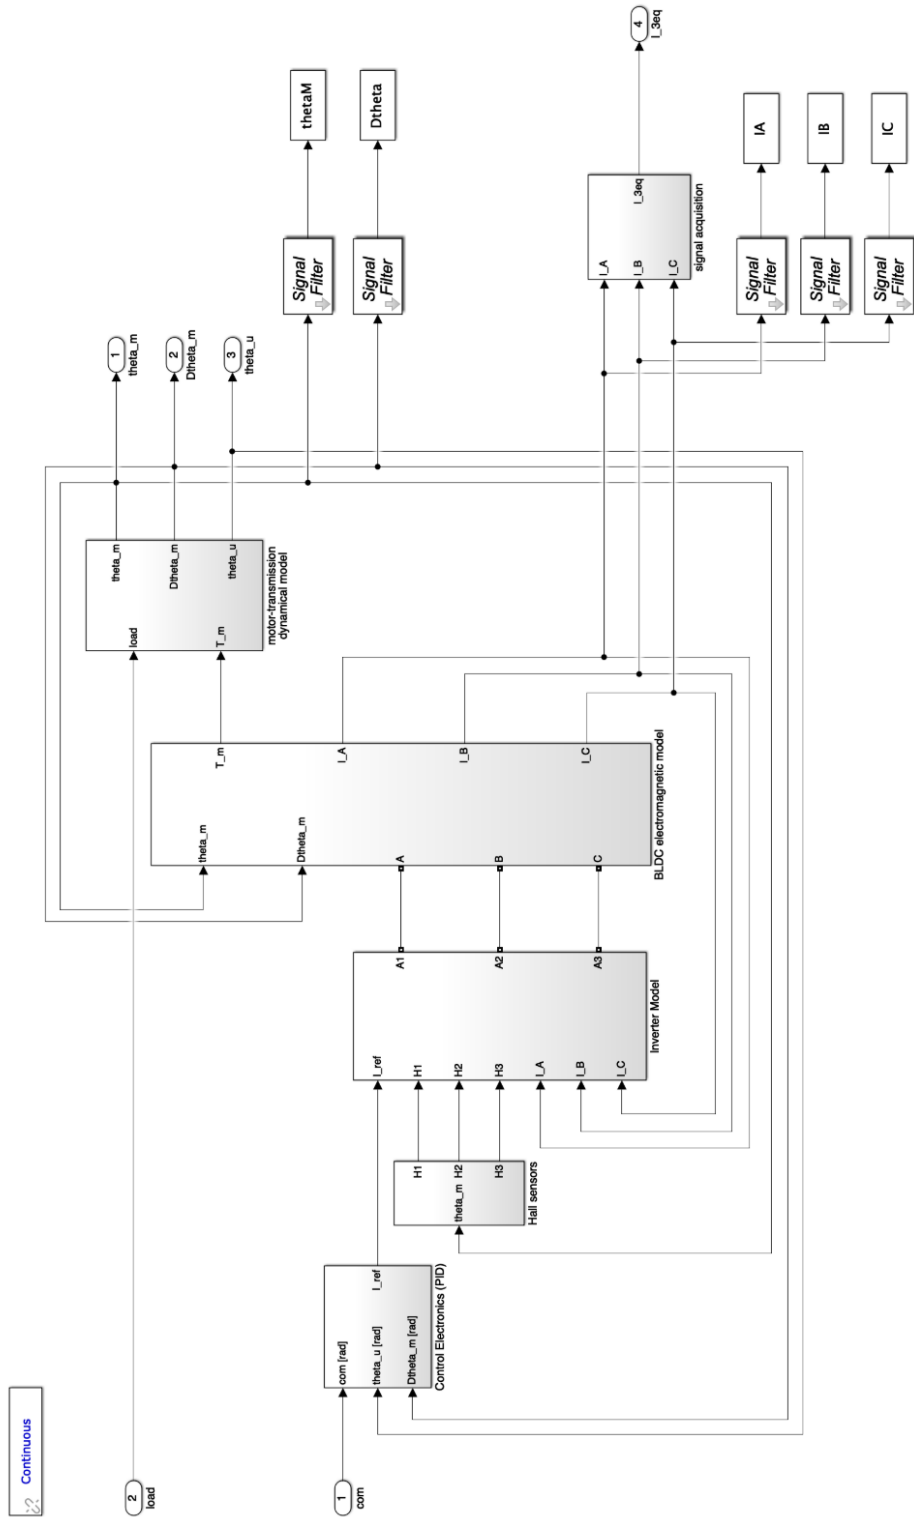 Continuous
2
load
1
com
com [rad]
theta_u [rad]
Dtheta_m [rad]
I_ref
Control Electronics (PID)
theta_m
H1
H2
H3
Hall sensors
I_ref
H1
H2
H3
I_A
I_B
I_C
A1
A2
A3
Inverter Model
theta_m
Dtheta_m
A
B
C
T_m
I_A
I_B
I_C
BLDC electromagnetic model
load
T_m
theta_m
Dtheta_m
theta_u
motor-transmission
dynamical model
1
theta_m
2
Dtheta_m
3
theta_u
Signal
Filter
thetaM
Signal
Filter
Dtheta
I_A
I_B
I_C
I_3eq
signal acquisition
4
I_3eq
Signal
Filter
IA
Signal
Filter
IB
Signal
Filter
IC